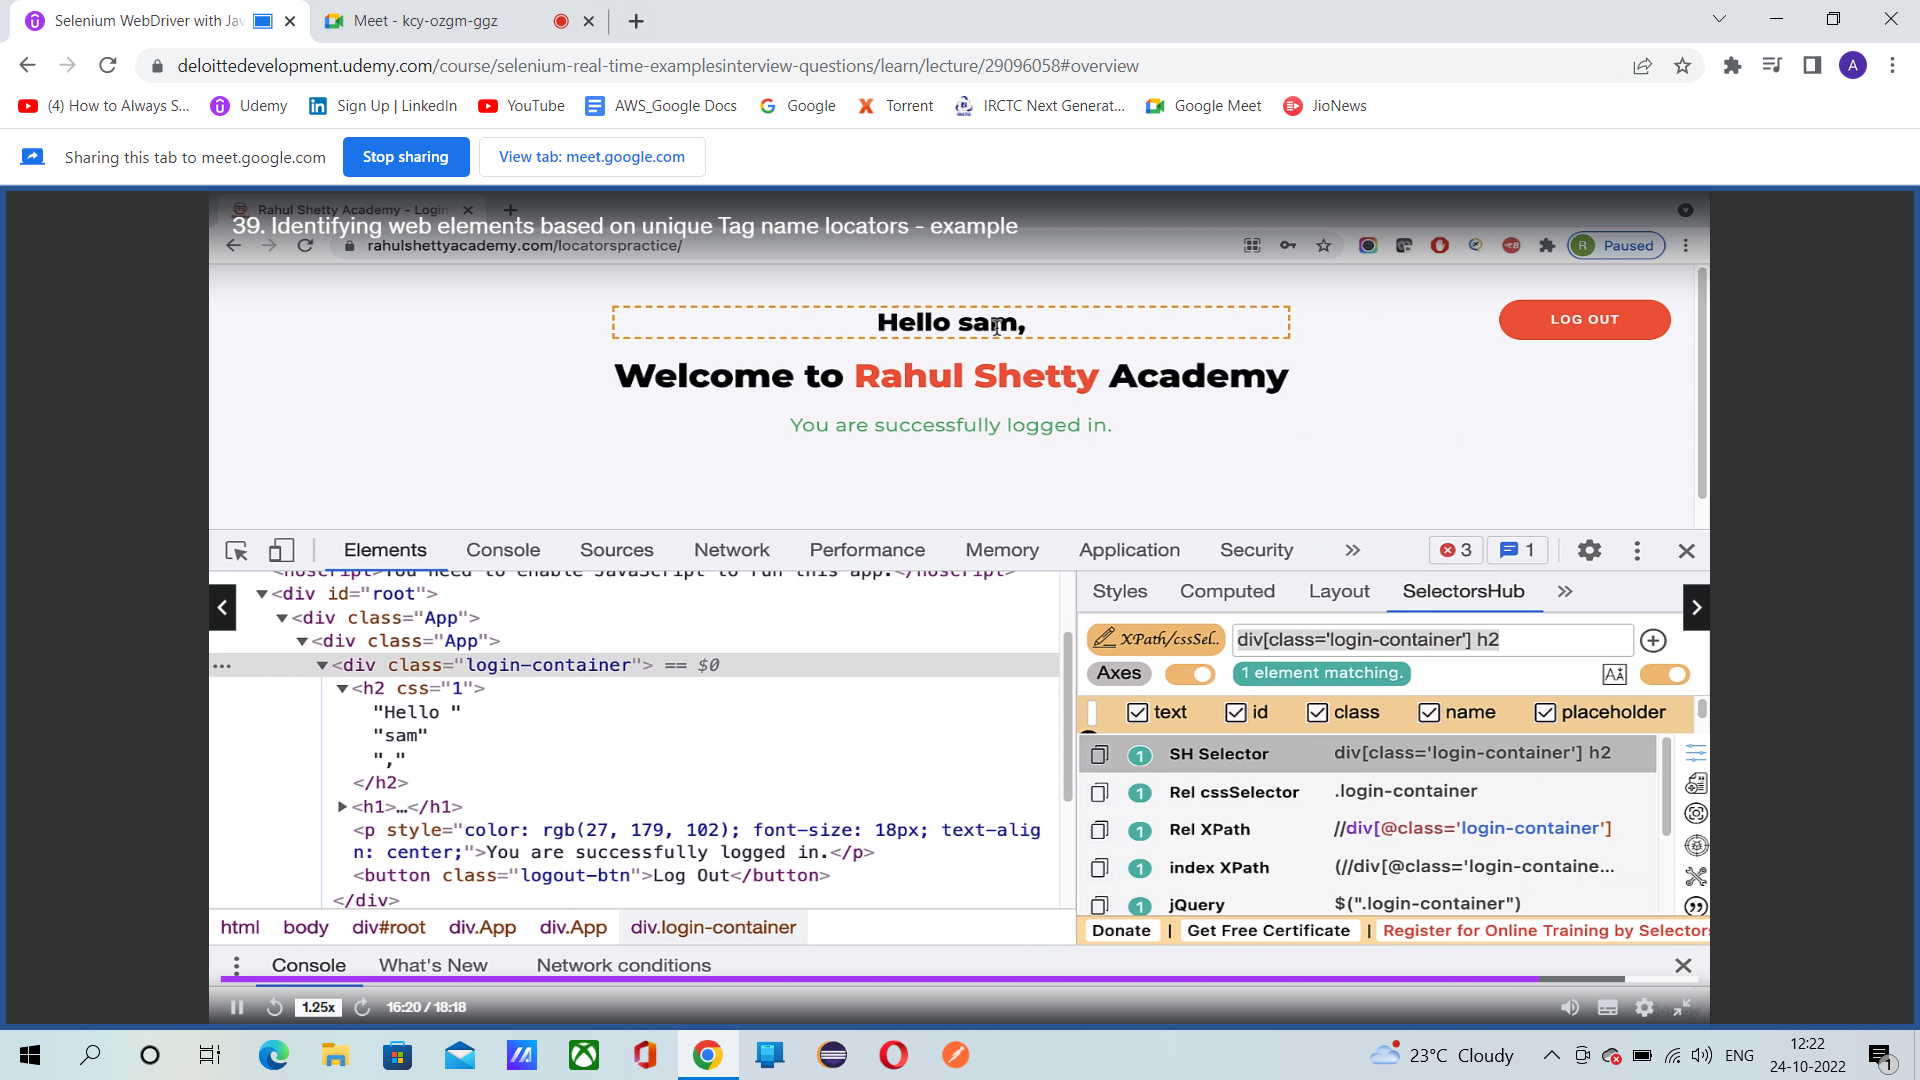 Selenium WebDriver with Jav
Meet - kcy-ozgm-ggz
deloittedevelopment.udemy.com/course/selenium-real-time-examplesinterview-questions/learn/lecture/29096058#overview
A
(4) How to Always S...
Udemy
Sign Up | LinkedIn
YouTube
AWS_Google Docs
Google
Torrent
IRCTC Next Generat...
Google Meet
JioNews
Sharing this tab to meet.google.com
Stop sharing
View tab: meet.google.com
Rahul Shetty Academy - Login
39. Identifying web elements based on unique Tag name locators - example
rahulshettyacademy.com/locatorspractice/
R Paused
Hello sam,
LOG OUT
Welcome to Rahul Shetty Academy
You are successfully logged in.
Elements Console Sources Network Performance Memory Application Security
3
1
<noscript>You need to enable JavaScript to run this app.</noscript>
<div id="root">
<div class="App">
<div class="App">
<div class="login-container"> == $0
<h2 css="1">
"Hello "
"sam"
","
</h2>
<h1>…</h1>
<p style="color: rgb(27, 179, 102); font-size: 18px; text-alig
n: center;">You are successfully logged in.</p>
<button class="logout-btn">Log Out</button>
</div>
html body div#root div.App div.App div.login-container
Styles Computed Layout SelectorsHub
XPath/cssSel..
div[class='login-container'] h2
Axes
1 element matching.
text id class name placeholder
1 SH Selector div[class='login-container'] h2
1 Rel cssSelector .login-container
1 Rel XPath //div[@class='login-container']
1 index XPath (//div[@class='login-containe...
1 jQuery $(".login-container")
Donate | Get Free Certificate | Register for Online Training by Selectors
Console What's New Network conditions
1.25x
16:20 / 18:18
23°C Cloudy
ENG
12:22
24-10-2022
1